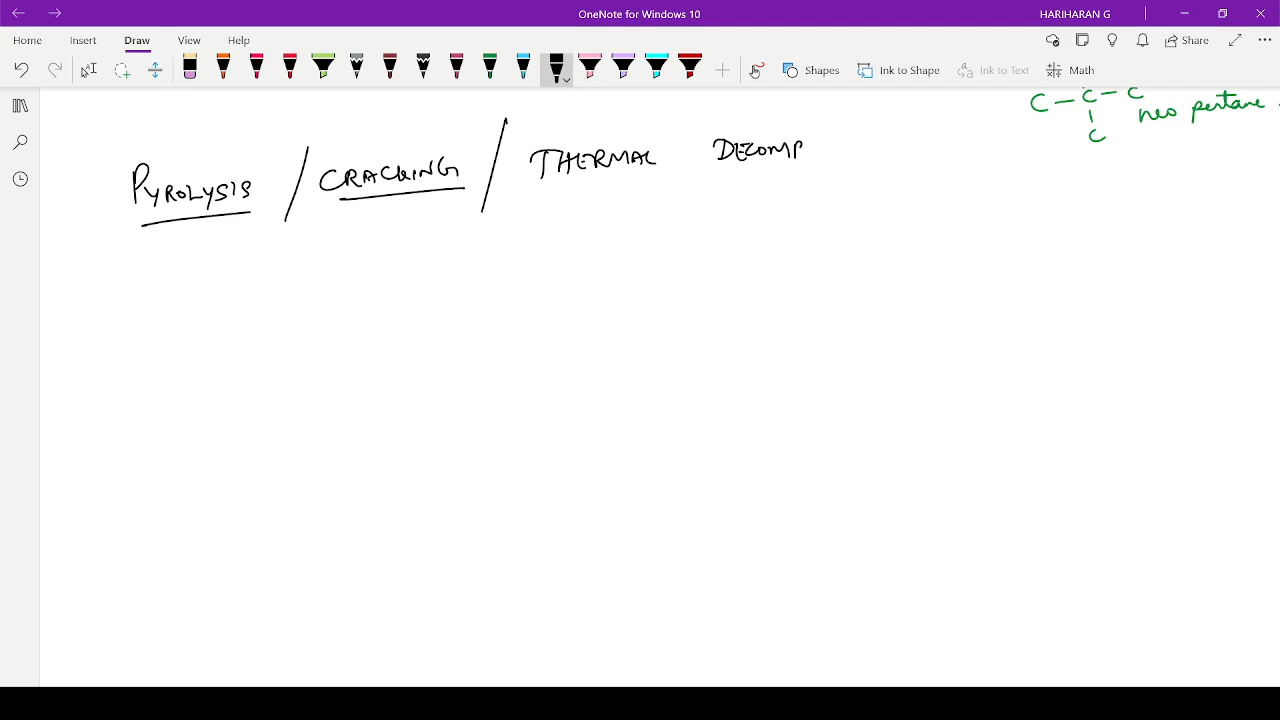 OneNote for Windows 10
HARIHARAN G
Home Insert Draw View Help
Share
Shapes Ink to Shape Ink to Text Math
C — C — C
neo pentane
C
PYROLYSIS / CRACKING / THERMAL DECOMP